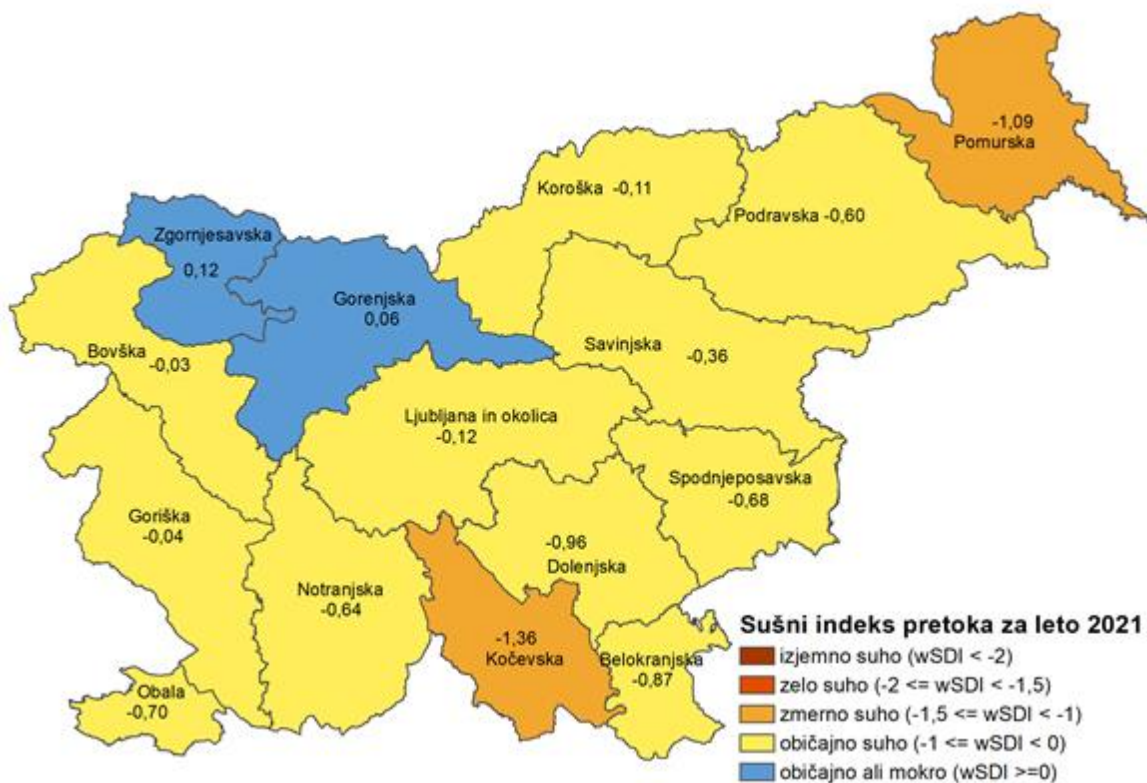 -1,09
Pomurska
Koroška -0,11
Podravska -0,60
Zgornjesavska
0,12
Gorenjska
0,06
Bovška
-0,03
Savinjska -0,36
Ljubljana in okolica
-0,12
Spodnjeposavska
-0,68
Goriška
-0,04
-0,96
Dolenjska
Notranjska
-0,64
-1,36
Kočevska
Belokranjska
-0,87
Obala
-0,70
Sušni indeks pretoka za leto 2021
izjemno suho (wSDI < -2)
zelo suho (-2 <= wSDI < -1,5)
zmerno suho (-1,5 <= wSDI < -1)
običajno suho (-1 <= wSDI < 0)
običajno ali mokro (wSDI >=0)